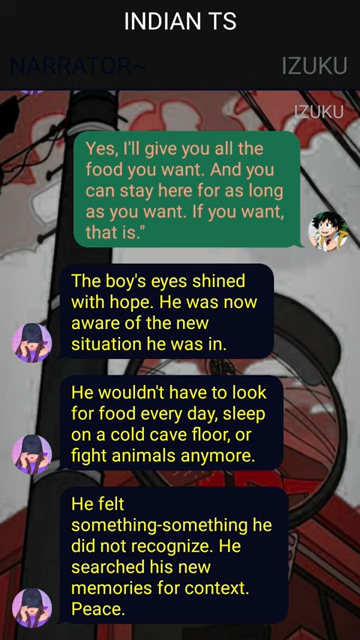 INDIAN TS
NARRATOR~
IZUKU
IZUKU
Yes, I'll give you all the
food you want. And you
can stay here for as long
as you want. If you want,
that is."
The boy's eyes shined
with hope. He was now
aware of the new
situation he was in.
He wouldn't have to look
for food every day, sleep
on a cold cave floor, or
fight animals anymore.
He felt
something-something he
did not recognize. He
searched his new
memories for context.
Peace.